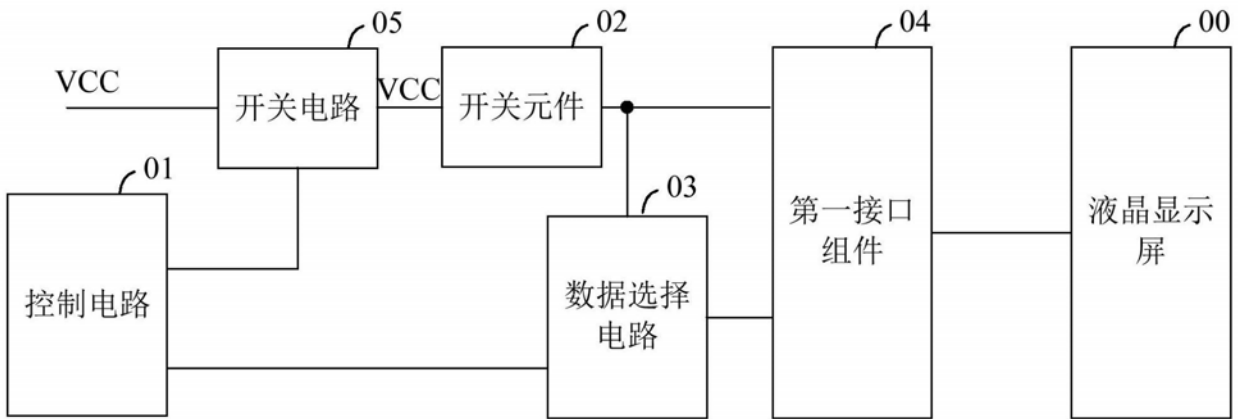 05
02
04
00
VCC
开关电路
VCC
开关元件
01
03
控制电路
数据选择
电路
第一接口
组件
液晶显示
屏